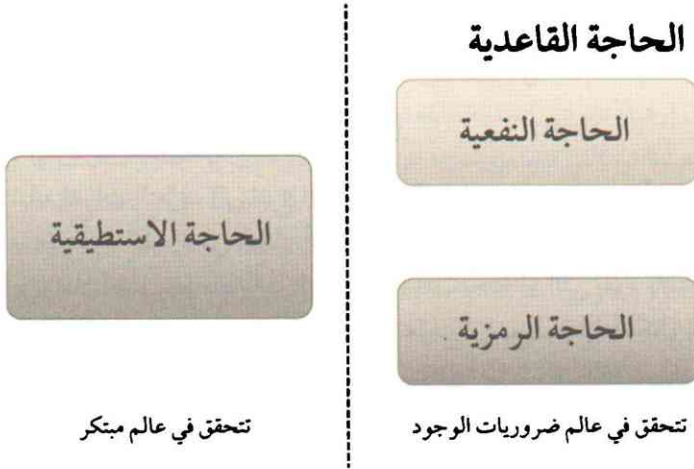 الحاجة القاعدية
الحاجة النفعية
الحاجة الرمزية
تتحقق في عالم ضروريات الوجود
الحاجة الاستطيقية
تتحقق في عالم مبتكر